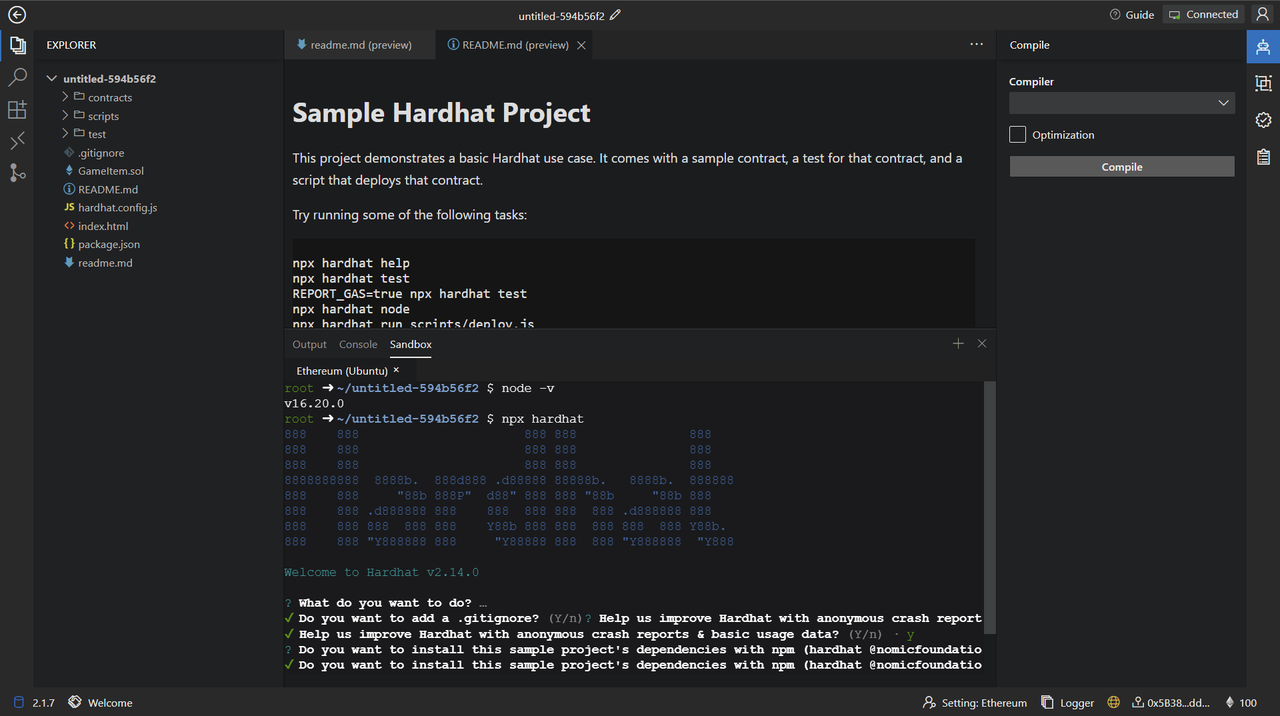 untitled-594b56f2
Guide
Connected
EXPLORER
untitled-594b56f2
contracts
scripts
test
.gitignore
GameItem.sol
README.md
JS hardhat.config.js
<> index.html
{} package.json
readme.md
readme.md (preview)
README.md (preview)
Sample Hardhat Project
This project demonstrates a basic Hardhat use case. It comes with a sample contract, a test for that contract, and a
script that deploys that contract.
Try running some of the following tasks:
npx hardhat help
npx hardhat test
REPORT_GAS=true npx hardhat test
npx hardhat node
npx hardhat run scripts/deploy.js
Output Console Sandbox
Ethereum (Ubuntu) ×
root ➜ ~/untitled-594b56f2 $ node -v
v16.20.0
root ➜ ~/untitled-594b56f2 $ npx hardhat
888    888                      888 888               888
888    888                      888 888               888
888    888                      888 888               888
8888888888  8888b.  888d888 .d88888 88888b.   8888b.  888888
888    888     "88b 888P"  d88" 888 888 "88b     "88b 888
888    888 .d888888 888    888  888 888  888 .d888888 888
888    888 888  888 888    Y88b 888 888  888 888  888 Y88b.
888    888 "Y888888 888     "Y88888 888  888 "Y888888  "Y888
Welcome to Hardhat v2.14.0
? What do you want to do? …
✓ Do you want to add a .gitignore? (Y/n)? Help us improve Hardhat with anonymous crash report
✓ Help us improve Hardhat with anonymous crash reports & basic usage data? (Y/n) · y
? Do you want to install this sample project's dependencies with npm (hardhat @nomicfoundatio
✓ Do you want to install this sample project's dependencies with npm (hardhat @nomicfoundatio
Compile
Compiler
Optimization
Compile
2.1.7
Welcome
Setting: Ethereum
Logger
0x5B38...dd...
100